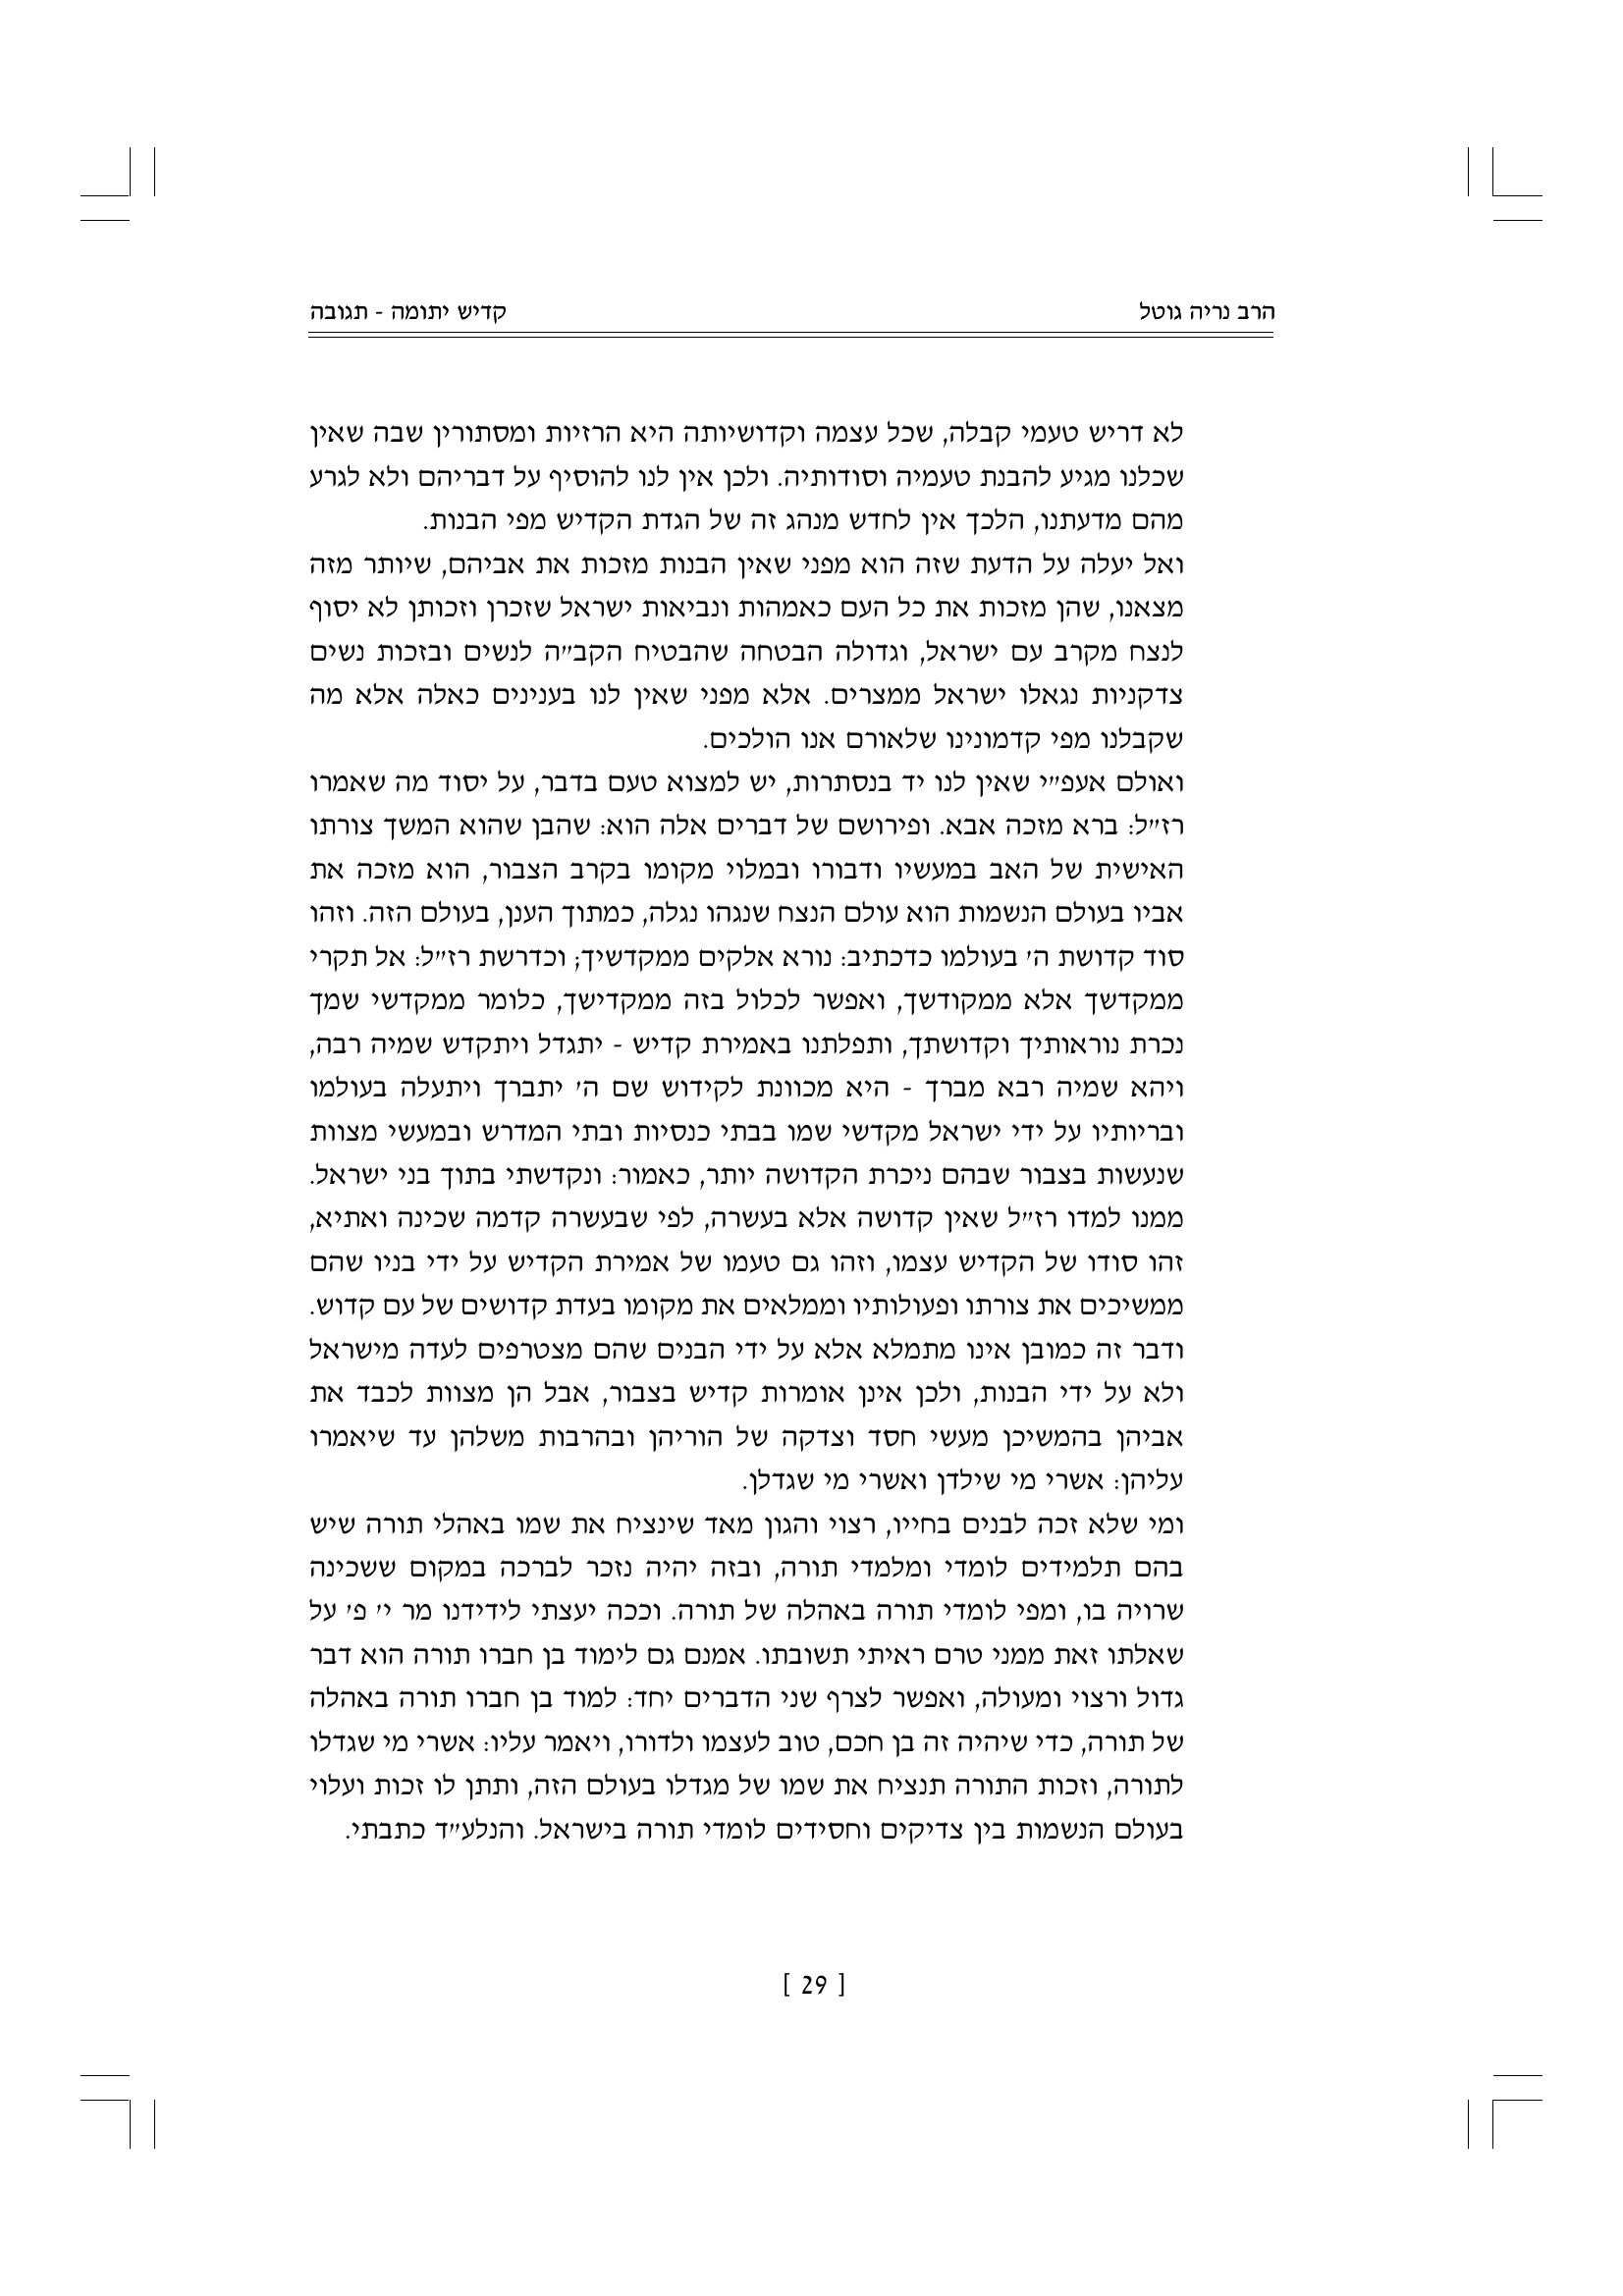 הרב נריה גוטל
קדיש יתומה - תגובה
לא דריש טעמי קבלה, שכל עצמה וקדושיותה היא הרזיות ומסתורין שבה שאין
שכלנו מגיע להבנת טעמיה וסודותיה. ולכן אין לנו להוסיף על דבריהם ולא לגרע
מהם מדעתנו, הלכך אין לחדש מנהג זה של הגדת הקדיש מפי הבנות.
ואל יעלה על הדעת שזה הוא מפני שאין הבנות מזכות את אביהם, שיותר מזה
מצאנו, שהן מזכות את כל העם כאמהות ונביאות ישראל שזכרן וזכותן לא יסוף
לנצח מקרב עם ישראל, וגדולה הבטחה שהבטיח הקב״ה לנשים ובזכות נשים
צדקניות נגאלו ישראל ממצרים. אלא מפני שאין לנו בענינים כאלה אלא מה
שקבלנו מפי קדמונינו שלאורם אנו הולכים.
ואולם אעפ״י שאין לנו יד בנסתרות, יש למצוא טעם בדבר, על יסוד מה שאמרו
רז״ל: ברא מזכה אבא. ופירושם של דברים אלה הוא: שהבן שהוא המשך צורתו
האישית של האב במעשיו ודבורו ובמלוי מקומו בקרב הצבור, הוא מזכה את
אביו בעולם הנשמות הוא עולם הנצח שנגהו נגלה, כמתוך הענן, בעולם הזה. וזהו
סוד קדושת ה׳ בעולמו כדכתיב: נורא אלקים ממקדשיך; וכדרשת רז״ל: אל תקרי
ממקדשך אלא ממקודשך, ואפשר לכלול בזה ממקדישך, כלומר ממקדשי שמך
נכרת נוראותיך וקדושתך, ותפלתנו באמירת קדיש - יתגדל ויתקדש שמיה רבה,
ויהא שמיה רבא מברך - היא מכוונת לקידוש שם ה׳ יתברך ויתעלה בעולמו
ובריותיו על ידי ישראל מקדשי שמו בבתי כנסיות ובתי המדרש ובמעשי מצוות
שנעשות בצבור שבהם ניכרת הקדושה יותר, כאמור: ונקדשתי בתוך בני ישראל.
ממנו למדו רז״ל שאין קדושה אלא בעשרה, לפי שבעשרה קדמה שכינה ואתיא,
זהו סודו של הקדיש עצמו, וזהו גם טעמו של אמירת הקדיש על ידי בניו שהם
ממשיכים את צורתו ופעולותיו וממלאים את מקומו בעדת קדושים של עם קדוש.
ודבר זה כמובן אינו מתמלא אלא על ידי הבנים שהם מצטרפים לעדה מישראל
ולא על ידי הבנות, ולכן אינן אומרות קדיש בצבור, אבל הן מצוות לכבד את
אביהן בהמשיכן מעשי חסד וצדקה של הוריהן ובהרבות משלהן עד שיאמרו
עליהן: אשרי מי שילדן ואשרי מי שגדלן.
ומי שלא זכה לבנים בחייו, רצוי והגון מאד שינציח את שמו באהלי תורה שיש
בהם תלמידים לומדי ומלמדי תורה, ובזה יהיה נזכר לברכה במקום ששכינה
שרויה בו, ומפי לומדי תורה באהלה של תורה. וככה יעצתי לידידנו מר י׳ פ׳ על
שאלתו זאת ממני טרם ראיתי תשובתו. אמנם גם לימוד בן חברו תורה הוא דבר
גדול ורצוי ומעולה, ואפשר לצרף שני הדברים יחד: למוד בן חברו תורה באהלה
של תורה, כדי שיהיה זה בן חכם, טוב לעצמו ולדורו, ויאמר עליו: אשרי מי שגדלו
לתורה, וזכות התורה תנציח את שמו של מגדלו בעולם הזה, ותתן לו זכות ועלוי
בעולם הנשמות בין צדיקים וחסידים לומדי תורה בישראל. והנלע״ד כתבתי.
[ 29 ]